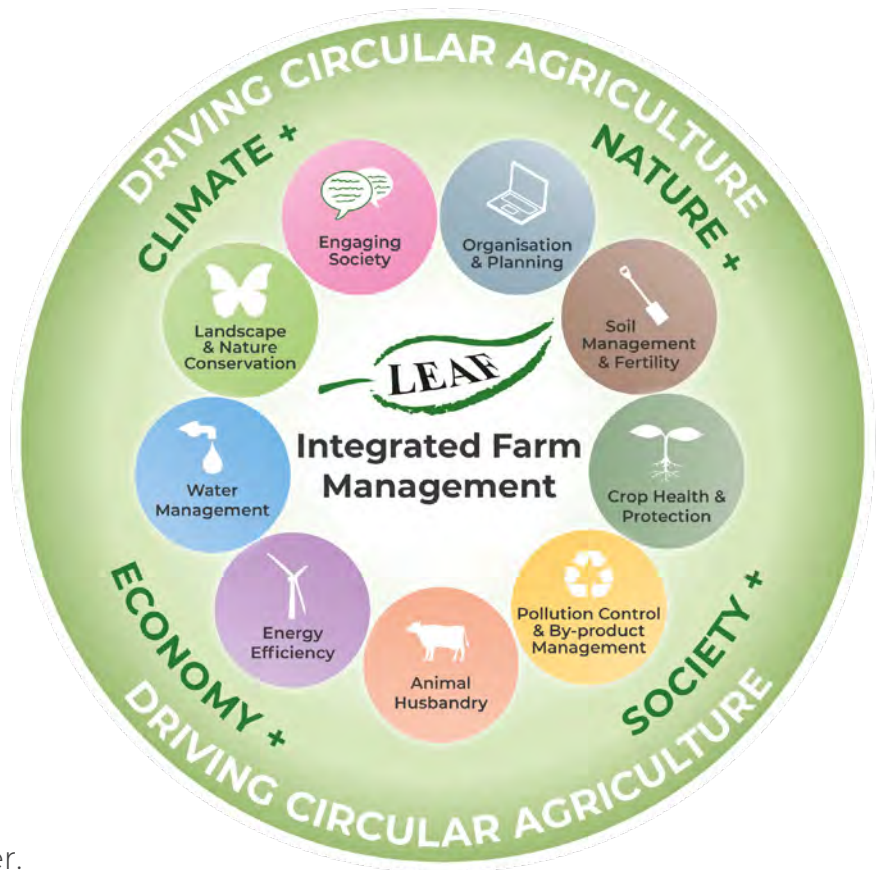 DRIVING CIRCULAR AGRICULTURE
CLIMATE +
NATURE +
Engaging
Society
Organisation
& Planning
Landscape
& Nature
Conservation
Soil
Management
& Fertility
LEAF
Integrated Farm
Management
Water
Management
Crop Health &
Protection
Energy
Efficiency
Pollution Control
& By-product
Management
Animal
Husbandry
ECONOMY +
SOCIETY +
DRIVING CIRCULAR AGRICULTURE
er.